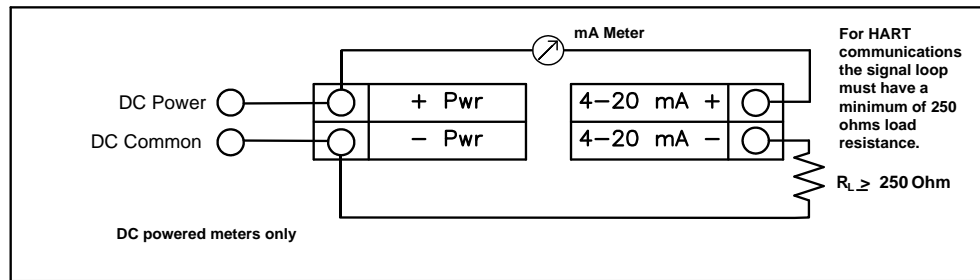 mA Meter
For HART
communications
the signal loop
must have a
minimum of 250
ohms load
resistance.
DC Power
+ Pwr
4-20 mA +
DC Common
- Pwr
4-20 mA -
RL ≥ 250 Ohm
DC powered meters only